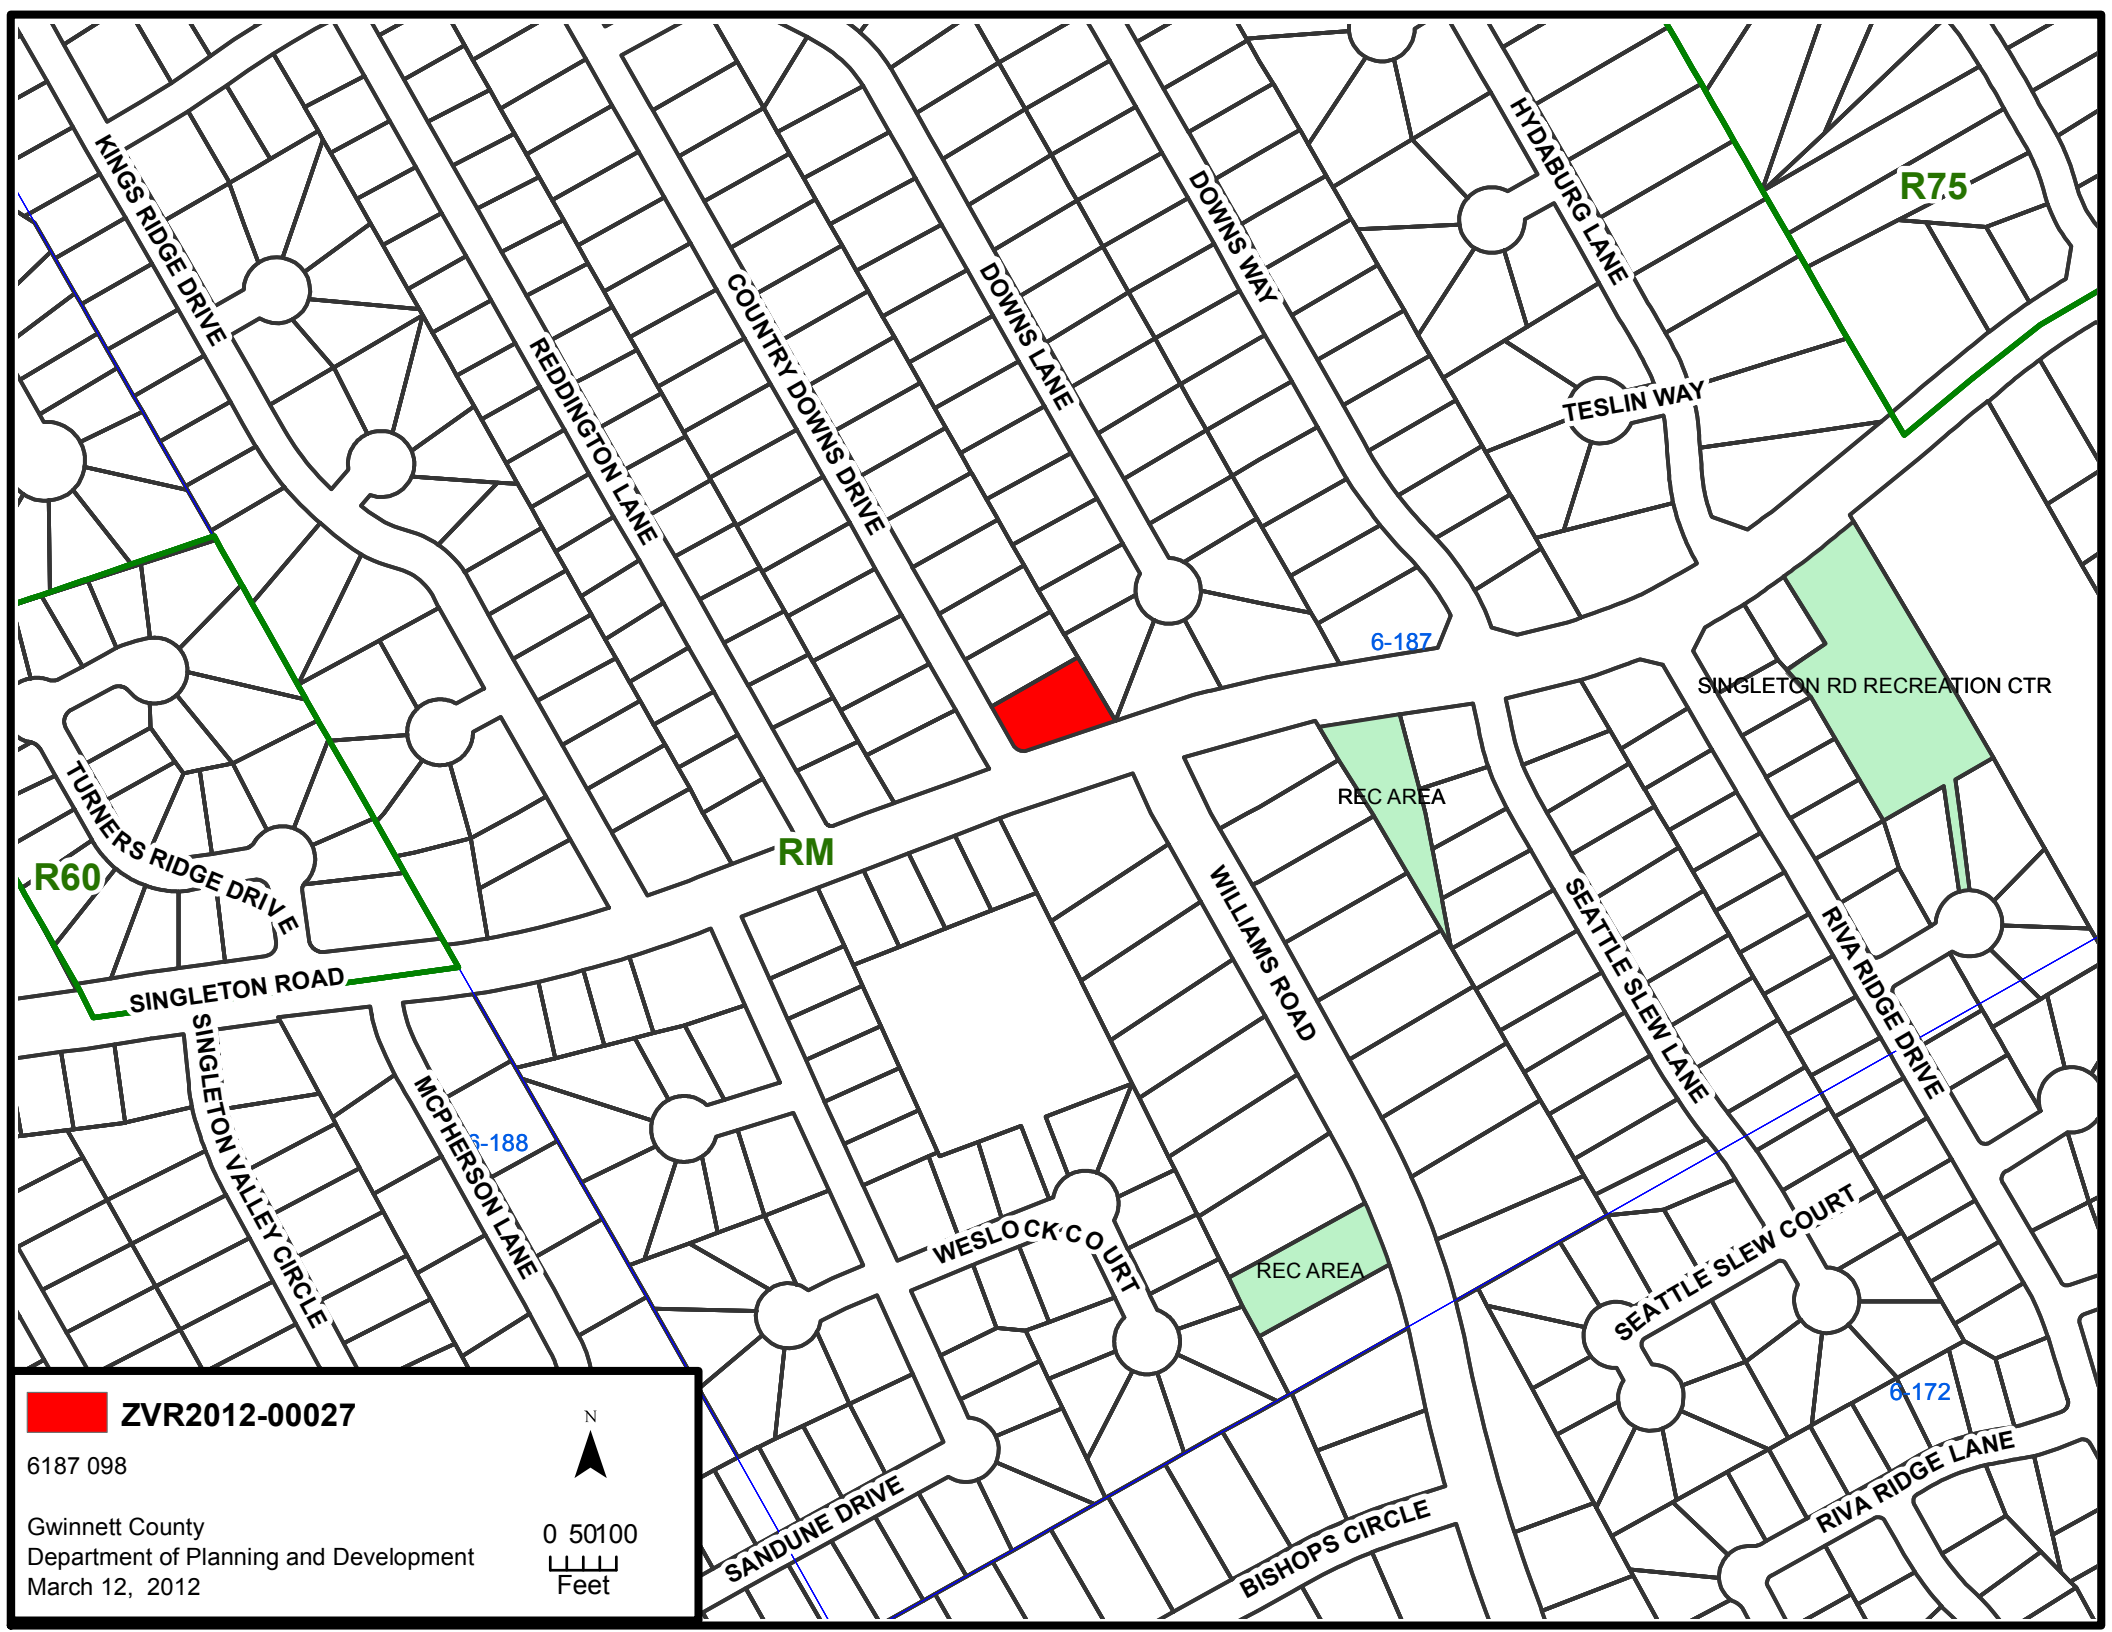 KINGS RIDGE DRIVE
HYDABURG LANE
R75
DOWNS WAY
DOWNS LANE
COUNTRY DOWNS DRIVE
REDDINGTON LANE
TESLIN WAY
6-187
SINGLETON RD RECREATION CTR
TURNERS RIDGE DRIVE
REC AREA
RM
R60
WILLIAMS ROAD
SEATTLE SLEW LANE
RIVA RIDGE DRIVE
SINGLETON ROAD
SINGLETON VALLEY CIRCLE
MCPHERSON LANE
6-188
WESLOCK COURT
SEATTLE SLEW COURT
REC AREA
6-172
RIVA RIDGE LANE
SANDUNE DRIVE
BISHOPS CIRCLE
ZVR2012-00027
N
6187 098
Gwinnett County
Department of Planning and Development
March 12, 2012
0 50 100
Feet